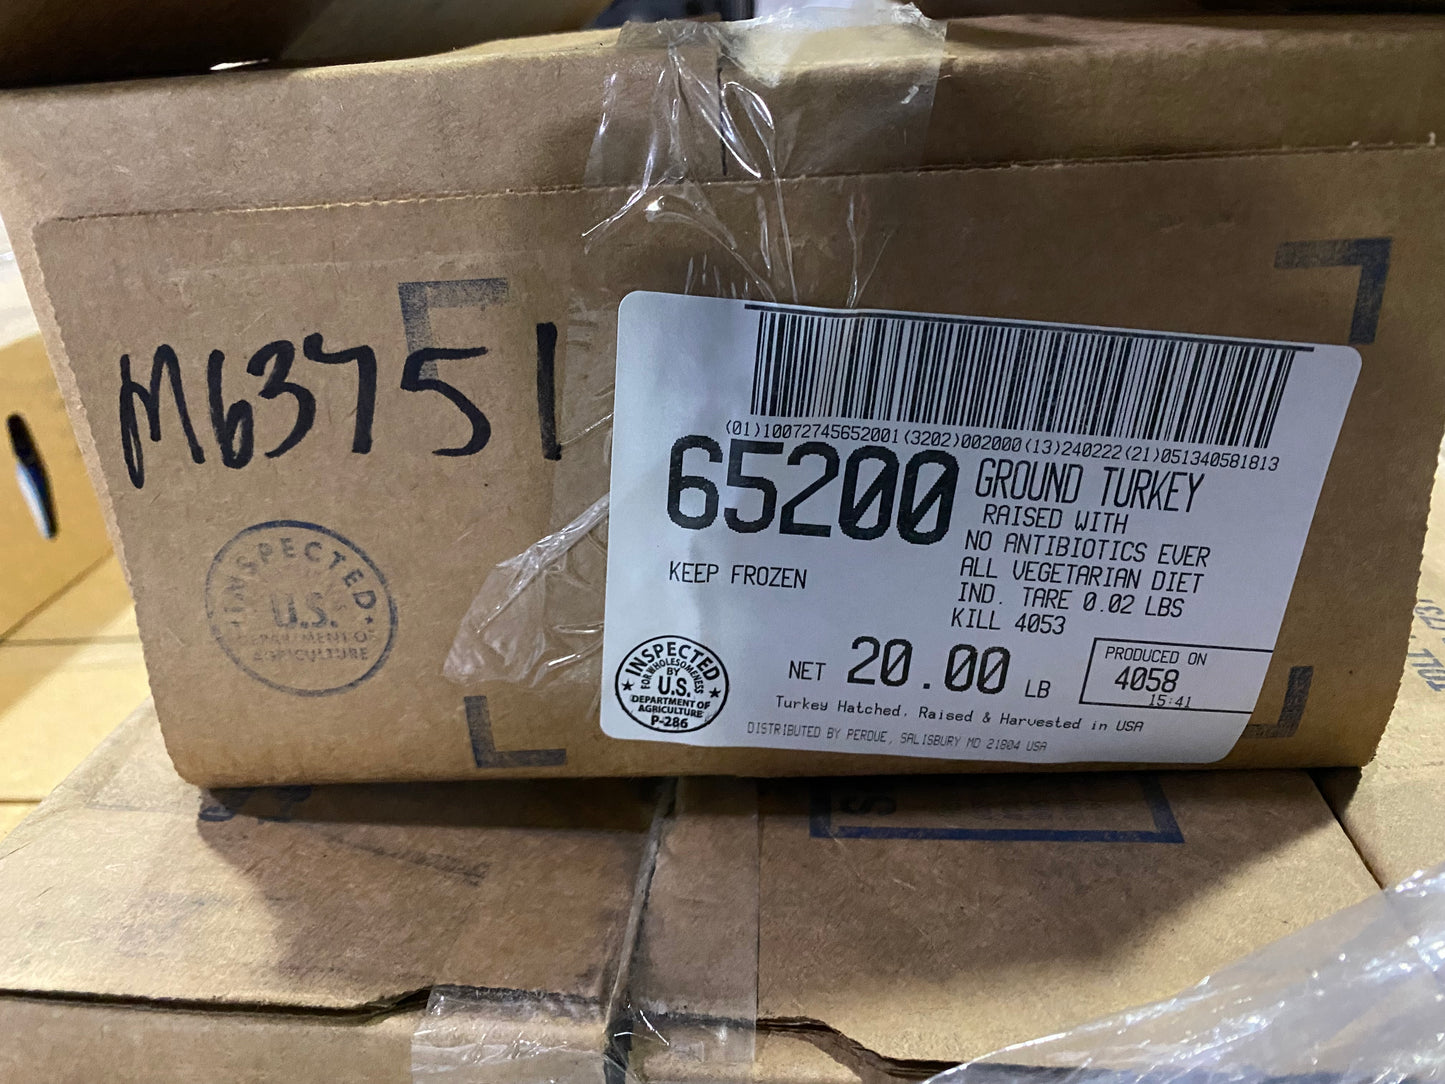 M63751
INSPECTED
U.S.
DEPARTMENT OF
AGRICULTURE
(01)10072745652001(3202)002000(13)240222(21)051340581813
65200
GROUND TURKEY
RAISED WITH
NO ANTIBIOTICS EVER
ALL VEGETARIAN DIET
IND. TARE 0.02 LBS
KILL 4053
KEEP FROZEN
INSPECTED
FOR WHOLESOMENESS
BY
U.S.
DEPARTMENT OF
AGRICULTURE
P-286
NET 20.00 LB
PRODUCED ON
4058
15:41
Turkey Hatched, Raised & Harvested in USA
DISTRIBUTED BY PERDUE, SALISBURY MD 21804 USA